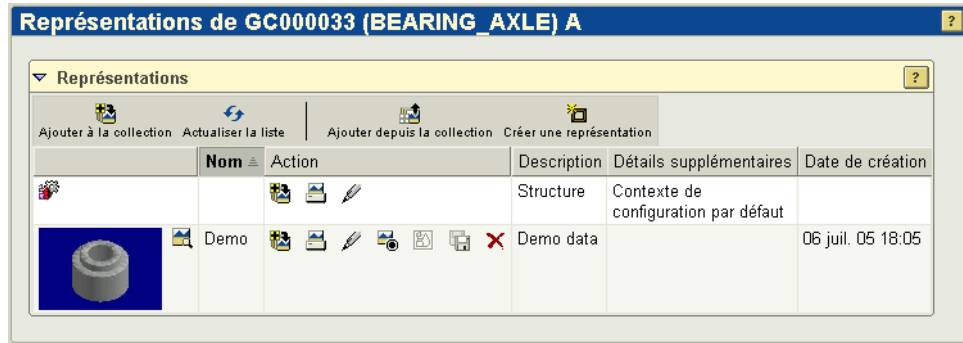 Représentations de GC000033 (BEARING_AXLE) A
?
Représentations
?
Ajouter à la collection Actualiser la liste Ajouter depuis la collection Créer une représentation
Nom Action Description Détails supplémentaires Date de création
Structure Contexte de
configuration par défaut
Demo Demo data 06 juil. 05 18:05